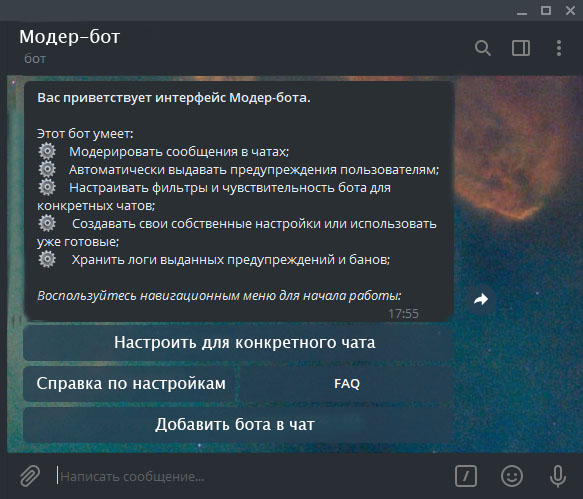 Модер-бот
бот
Вас приветствует интерфейс Модер-бота.
Этот бот умеет:
Модерировать сообщения в чатах;
Автоматически выдавать предупреждения пользователям;
Настраивать фильтры и чувствительность бота для
конкретных чатов;
Создавать свои собственные настройки или использовать
уже готовые;
Хранить логи выданных предупреждений и банов;
Воспользуйтесь навигационным меню для начала работы:
17:55
Настроить для конкретного чата
Справка по настройкам
FAQ
Добавить бота в чат
Написать сообщение...